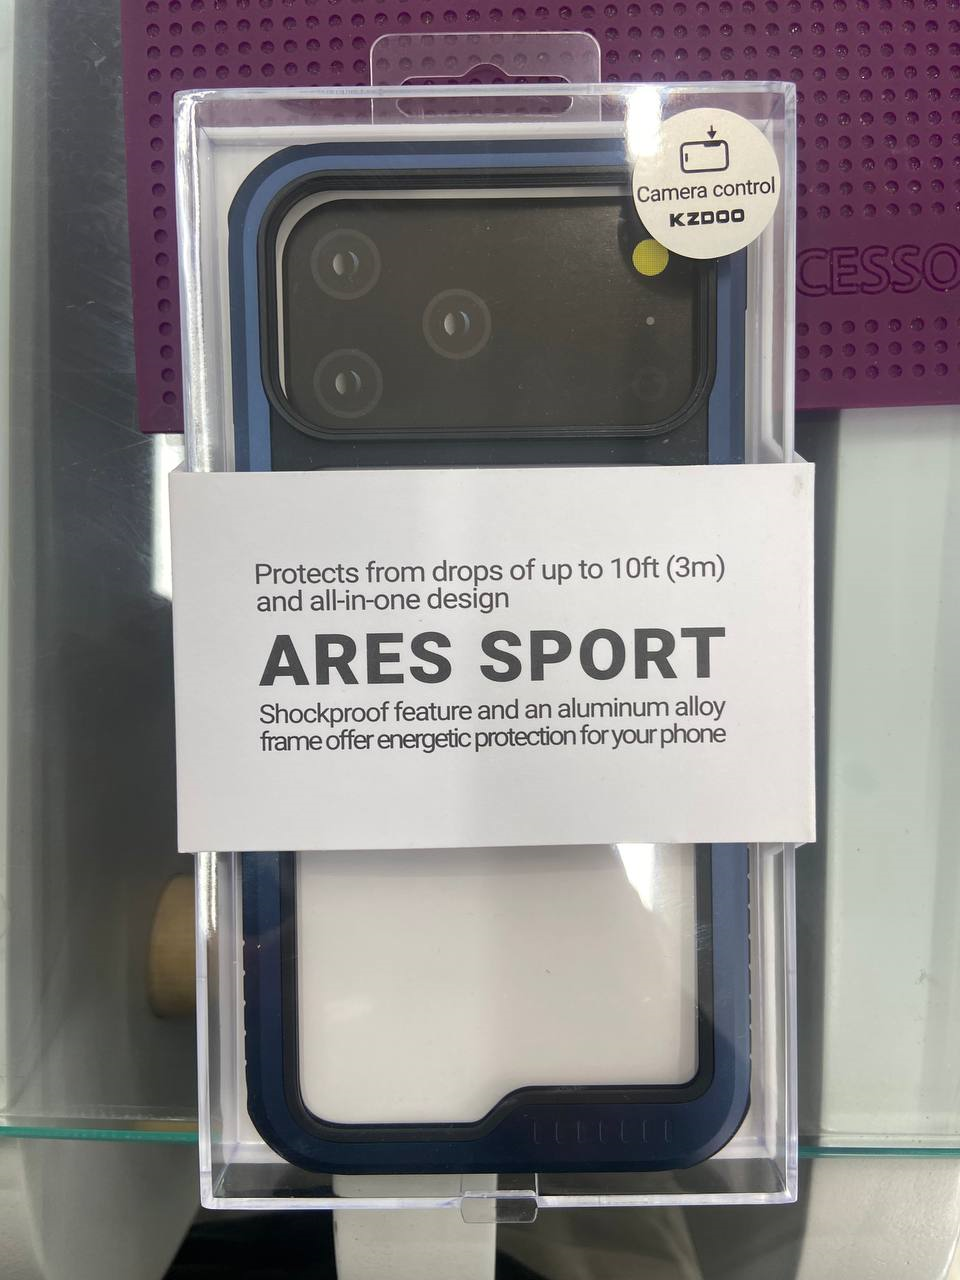 Camera control
KZDOO
CESSO
Protects from drops of up to 10ft (3m)
and all-in-one design
ARES SPORT
Shockproof feature and an aluminum alloy
frame offer energetic protection for your phone